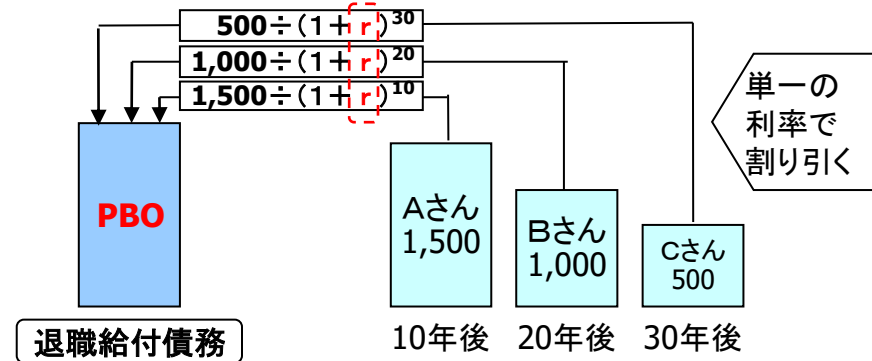 500÷(1+r)30
1,000÷(1+r)20
1,500÷(1+r)10
単一の
利率で
割り引く
PBO
Aさん
1,500
Bさん
1,000
Cさん
500
退職給付債務
10年後
20年後
30年後